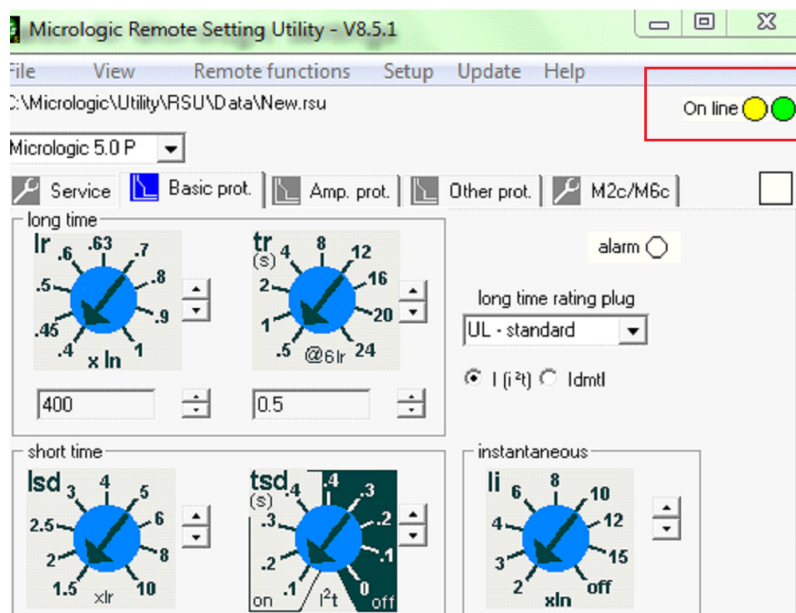 Micrologic Remote Setting Utility - V8.5.1
File View Remote functions Setup Update Help
C:\Micrologic\Utility\RSU\Data\New.rsu
On line
Micrologic 5.0 P
Service Basic prot. Amp. prot. Other prot. M2c/M6c
long time
Ir .4 .45 .5 .6 .63 .7 .8 .9 1 x In
tr (s) .5 1 2 4 8 12 16 20 24 @6Ir
400
0.5
alarm
long time rating plug
UL - standard
I (i²t) Idmtl
short time
Isd 1.5 2 2.5 3 4 5 6 8 10 xIr
tsd (s) .1 .2 .3 .4 .4 .3 .2 .1 0 on I²t off
instantaneous
Ii 2 3 4 6 8 10 12 15 off xIn